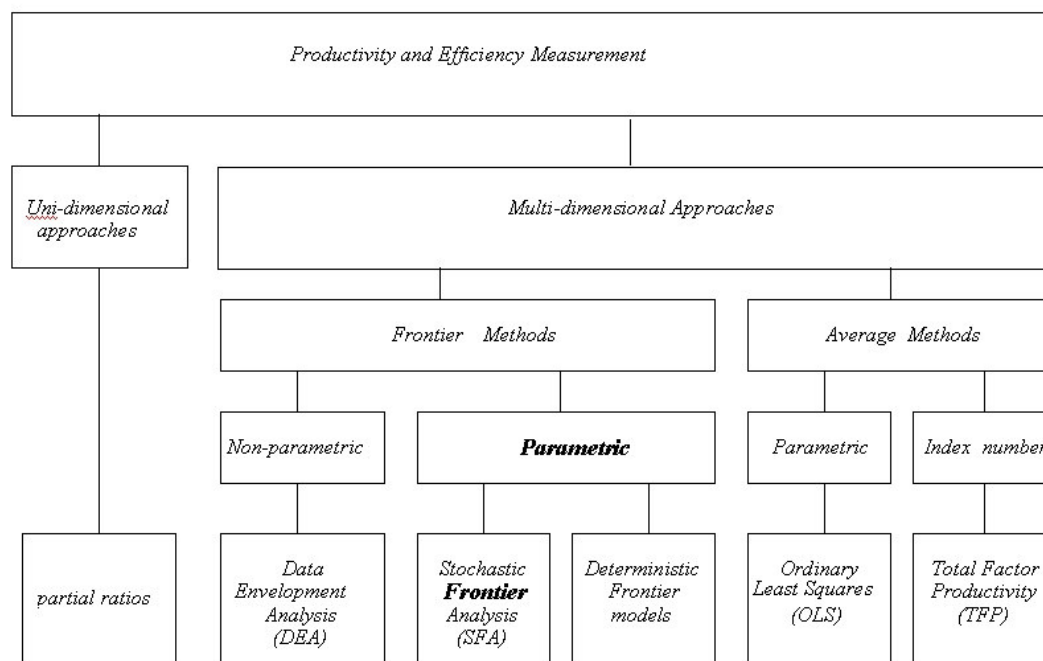 Productivity and Efficiency Measurement
Uni-dimensional
approaches
Multi-dimensional Approaches
Frontier Methods
Average Methods
Non-parametric
Parametric
Parametric
Index number
partial ratios
Data
Envelopment
Analysis
(DEA)
Stochastic
Frontier
Analysis
(SFA)
Deterministic
Frontier
models
Ordinary
Least Squares
(OLS)
Total Factor
Productivity
(TFP)